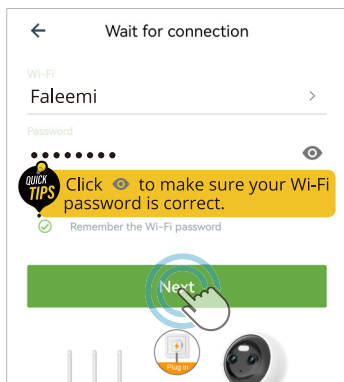 Wait for connection
Wi-Fi
Faleemi
Password
QUICK
TIPS
Click to make sure your Wi-Fi
password is correct.
Remember the Wi-Fi password
Next
Plug in